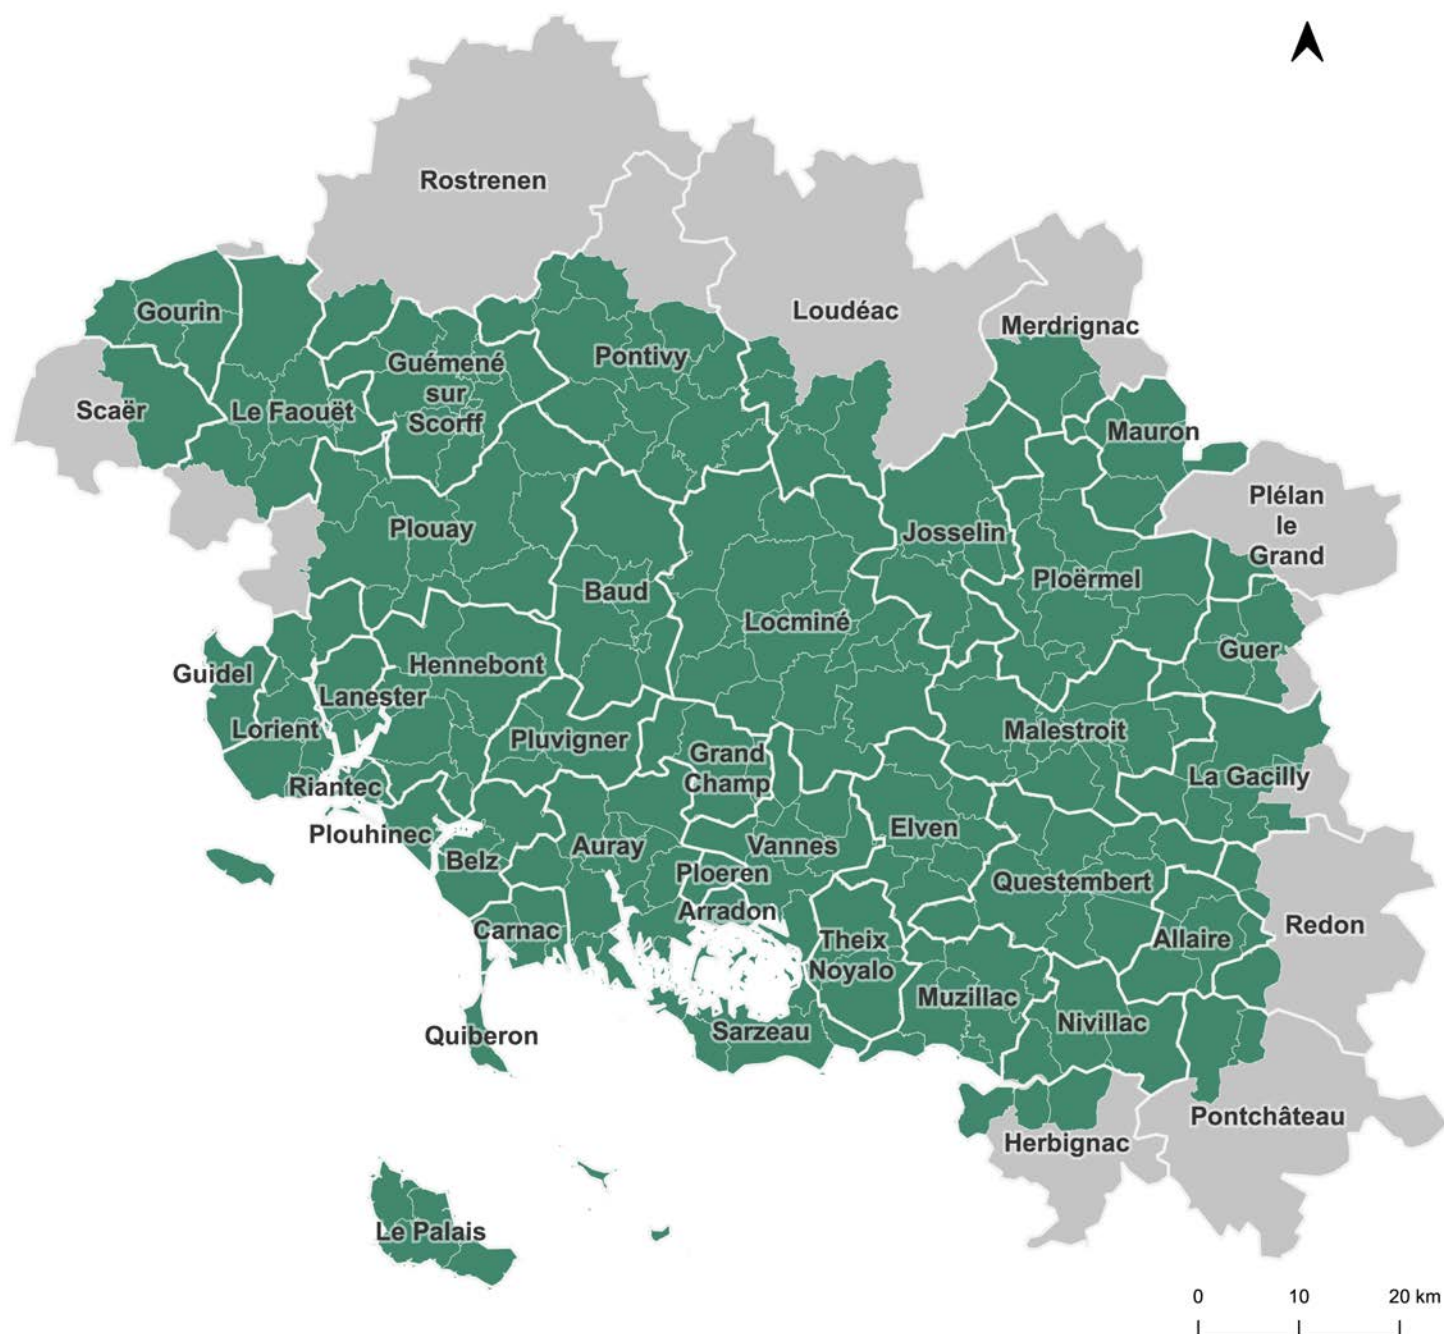 Rostrenen
Gourin
Loudéac
Merdrignac
Guémené
sur
Scorff
Pontivy
Scaër
Le Faouët
Mauron
Plélan
le
Grand
Plouay
Josselin
Ploërmel
Baud
Locminé
Guer
Guidel
Hennebont
Lanester
Lorient
Pluvigner
Grand
Champ
Malestroit
La Gacilly
Riantec
Plouhinec
Belz
Auray
Vannes
Elven
Ploeren
Questembert
Arradon
Carnac
Theix
Noyalo
Allaire
Redon
Muzillac
Nivillac
Quiberon
Sarzeau
Pontchâteau
Herbignac
Le Palais
0 10 20 km